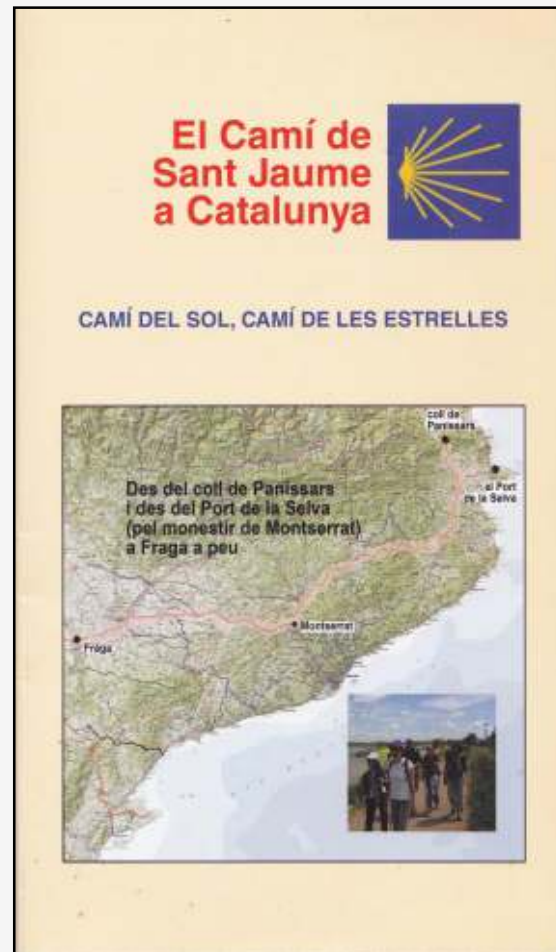 El Camí de
Sant Jaume
a Catalunya
CAMÍ DEL SOL, CAMÍ DE LES ESTRELLES
coll de
Panissars
el Port
de la Selva
Des del coll de Panissars
i des del Port de la Selva
(pel monestir de Montserrat)
a Fraga a peu
Montserrat
Fraga